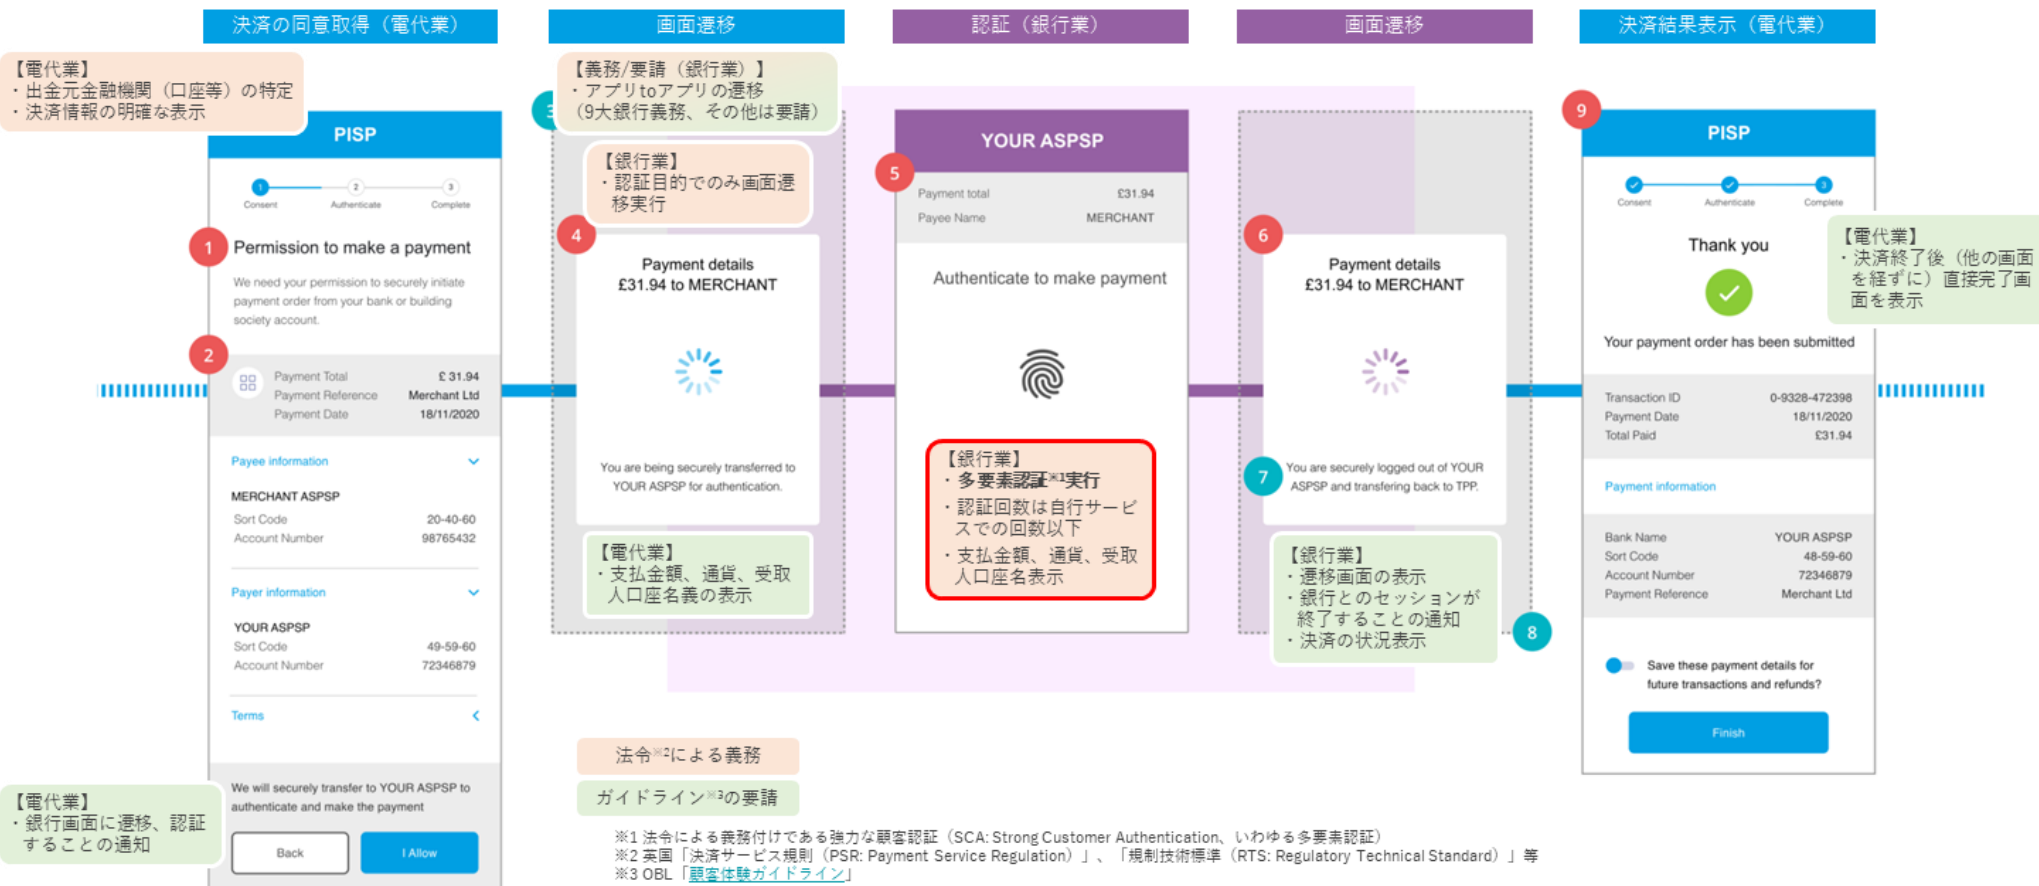 決済の同意取得（電代業）
画面遷移
認証（銀行業）
画面遷移
決済結果表示（電代業）
【電代業】
・出金元金融機関（口座等）の特定
・決済情報の明確な表示
PISP
1
2
3
Consent
Authenticate
Complete
1
Permission to make a payment
We need your permission to securely initiate
payment order from your bank or building
society account.
2
Payment Total £ 31.94
Payment Reference Merchant Ltd
Payment Date 18/11/2020
Payee information
MERCHANT ASPSP
Sort Code 20-40-60
Account Number 98765432
Payer information
YOUR ASPSP
Sort Code 49-59-60
Account Number 72346879
Terms
We will securely transfer to YOUR ASPSP to
authenticate and make the payment
Back
I Allow
【電代業】
・銀行画面に遷移、認証
することの通知
3
【義務/要請（銀行業）】
・アプリtoアプリの遷移
（9大銀行義務、その他は要請）
【銀行業】
・認証目的でのみ画面遷
移実行
4
Payment details
£31.94 to MERCHANT
You are being securely transferred to
YOUR ASPSP for authentication.
【電代業】
・支払金額、通貨、受取
人口座名義の表示
YOUR ASPSP
5
Payment total £31.94
Payee Name MERCHANT
Authenticate to make payment
【銀行業】
・多要素認証※1実行
・認証回数は自行サービ
スでの回数以下
・支払金額、通貨、受取
人口座名表示
6
Payment details
£31.94 to MERCHANT
7
You are securely logged out of YOUR
ASPSP and transfering back to TPP.
【銀行業】
・遷移画面の表示
・銀行とのセッションが
終了することの通知
・決済の状況表示
8
9
PISP
3
Consent
Authenticate
Complete
Thank you
【電代業】
・決済終了後（他の画面
を経ずに）直接完了画
面を表示
Your payment order has been submitted
Transaction ID 0-9328-472398
Payment Date 18/11/2020
Total Paid £31.94
Payment information
Bank Name YOUR ASPSP
Sort Code 48-59-60
Account Number 72346879
Payment Reference Merchant Ltd
Save these payment details for
future transactions and refunds?
Finish
法令※2による義務
ガイドライン※3の要請
※1 法令による義務付けである強力な顧客認証（SCA: Strong Customer Authentication、いわゆる多要素認証）
※2 英国「決済サービス規則（PSR: Payment Service Regulation）」、「規制技術標準（RTS: Regulatory Technical Standard）」等
※3 OBL「顧客体験ガイドライン」